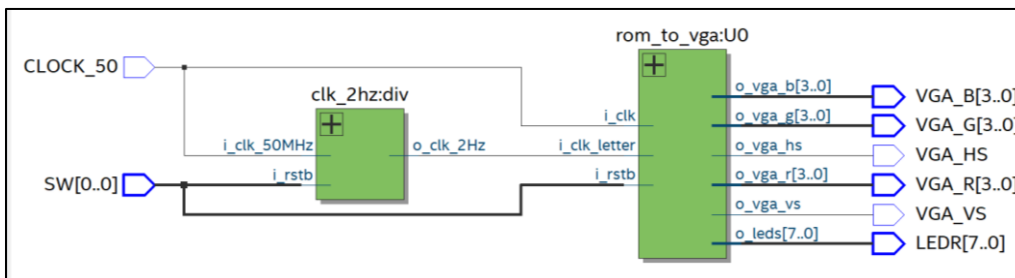 rom_to_vga:U0
CLOCK_50
clk_2hz:div
i_clk_50MHz
o_clk_2Hz
i_rstb
SW[0..0]
i_clk
i_clk_letter
i_rstb
o_vga_b[3..0]
VGA_B[3..0]
o_vga_g[3..0]
VGA_G[3..0]
o_vga_hs
VGA_HS
o_vga_r[3..0]
VGA_R[3..0]
o_vga_vs
VGA_VS
o_leds[7..0]
LEDR[7..0]